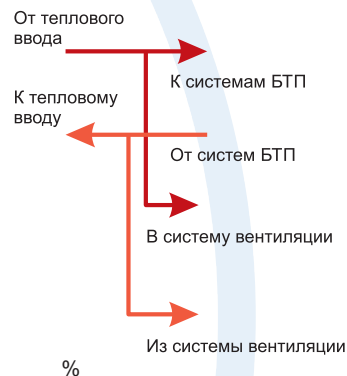 От теплового
ввода
К системам БТП
К тепловому
вводу
От систем БТП
В систему вентиляции
Из системы вентиляции
%